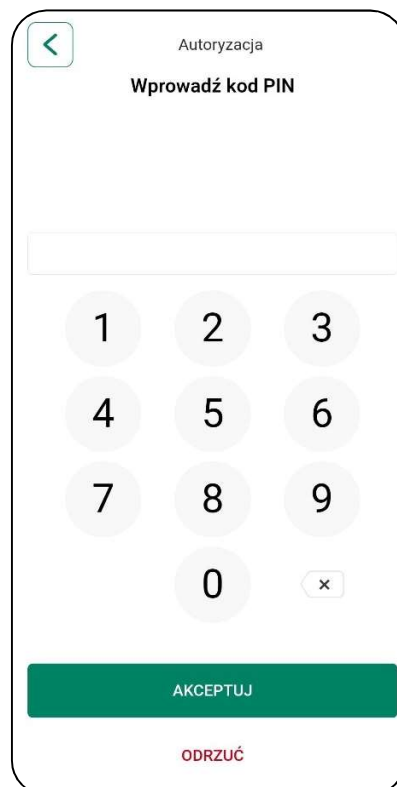 Autoryzacja
Wprowadź kod PIN
1 2 3
4 5 6
7 8 9
0
AKCEPTUJ
ODRZUĆ